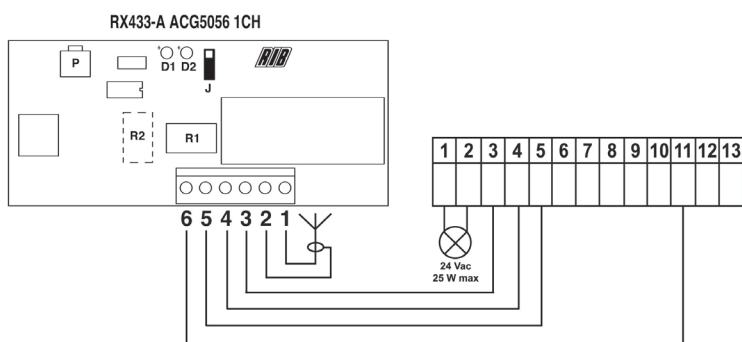 RX433-A ACG5056 1CH
P
D1 D2
RIB
J
R2
R1
1 2 3 4 5 6 7 8 9 10 11 12 13
6 5 4 3 2 1
24 Vac
25 W max